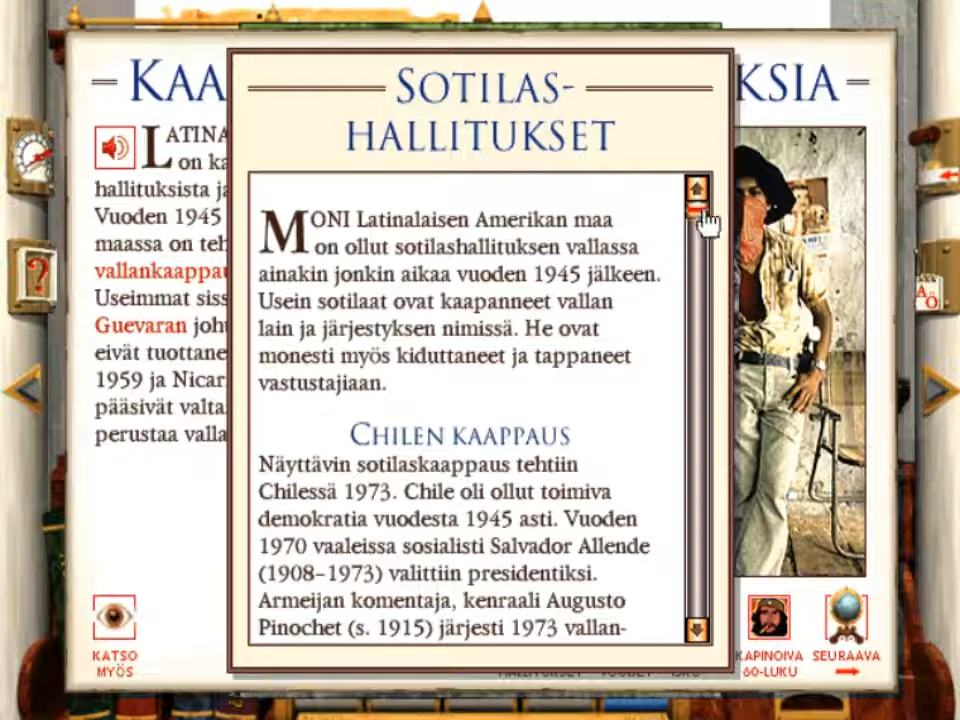 KAA
KSIA
LATINA
on ka
hallituksista ja
Vuoden 1945
maassa on teh
vallankaappau
Useimmat siss
Guevaran joh
eivät tuottane
1959 ja Nicar
pääsivät valta
perustaa valla
SOTILAS-
HALLITUKSET
MONI Latinalaisen Amerikan maa
on ollut sotilashallituksen vallassa
ainakin jonkin aikaa vuoden 1945 jälkeen.
Usein sotilaat ovat kaapanneet vallan
lain ja järjestyksen nimissä. He ovat
monesti myös kiduttaneet ja tappaneet
vastustajiaan.
CHILEN KAAPPAUS
Näyttävin sotilaskaappaus tehtiin
Chilessä 1973. Chile oli ollut toimiva
demokratia vuodesta 1945 asti. Vuoden
1970 vaaleissa sosialisti Salvador Allende
(1908–1973) valittiin presidentiksi.
Armeijan komentaja, kenraali Augusto
Pinochet (s. 1915) järjesti 1973 vallan-
KATSO
MYÖS
KAPINOIVA
60-LUKU
SEURAAVA
?
A
Ö